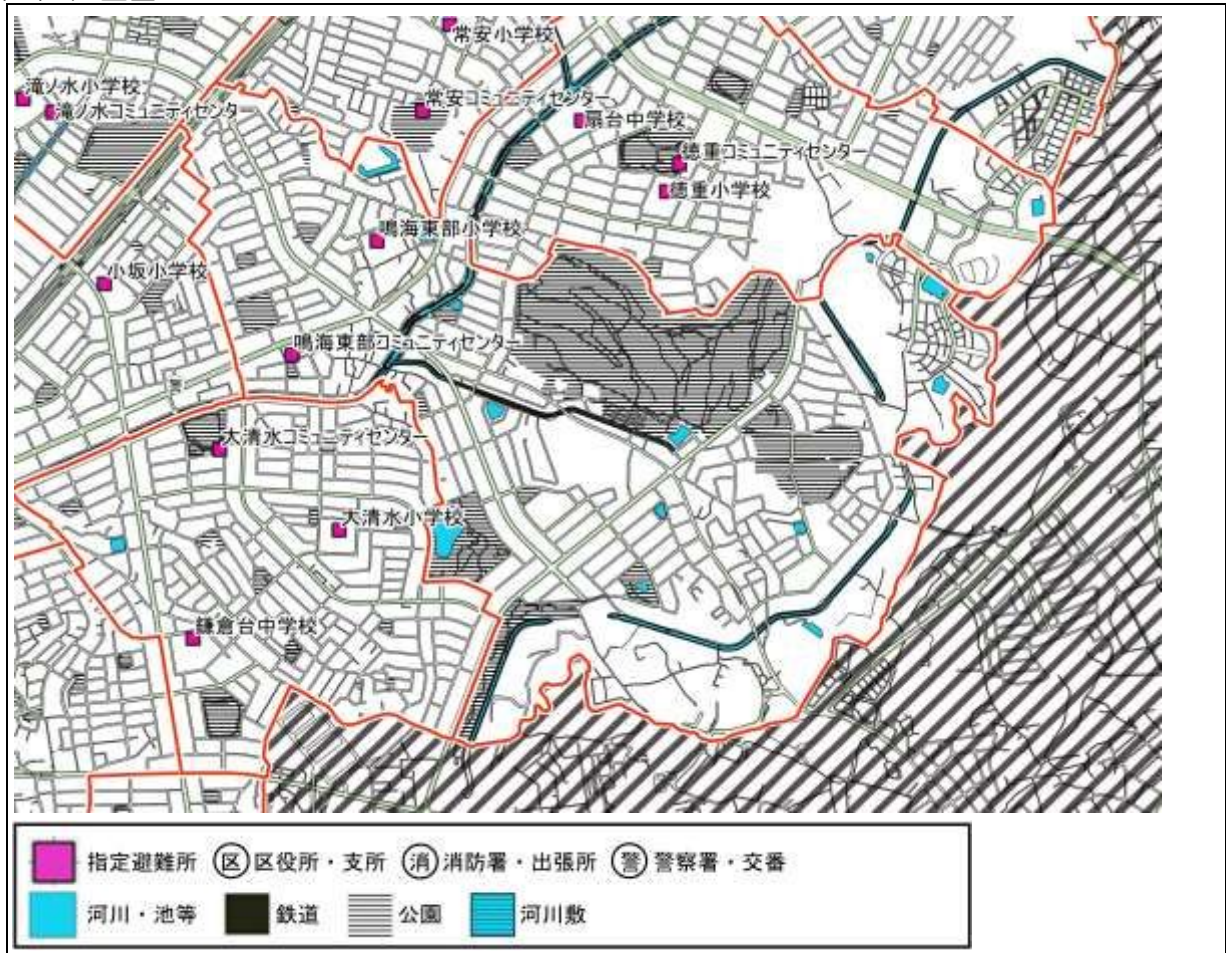 常安小学校
滝ノ水小学校
滝ノ水コミュニティセンター
常安コミュニティセンター
扇台中学校
徳重コミュニティセンター
徳重小学校
鳴海東部小学校
小坂小学校
鳴海東部コミュニティセンター
大清水コミュニティセンター
大清水小学校
鎌倉台中学校
指定避難所 区 区役所・支所 消 消防署・出張所 警 警察署・交番
河川・池等 鉄道 公園 河川敷